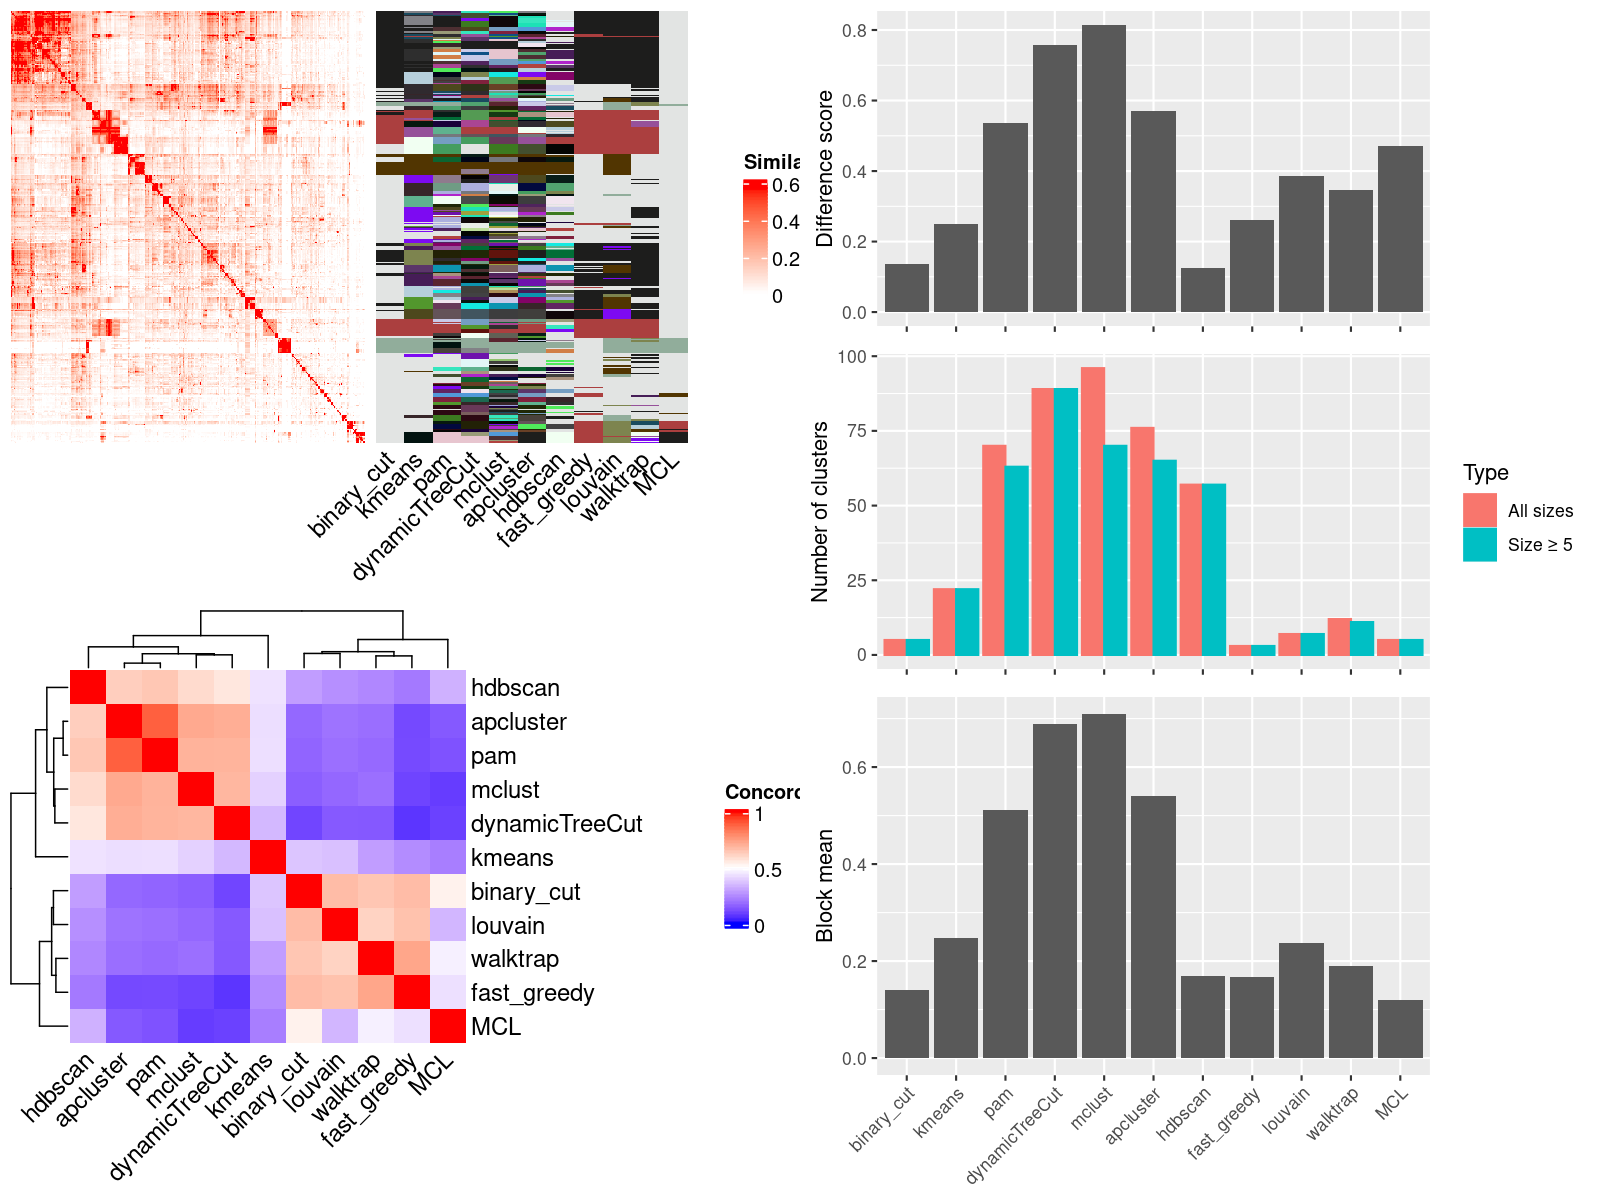 Simila
0.6
0.4
0.2
0
binary_cut
kmeans
pam
dynamicTreeCut
mclust
apcluster
hdbscan
fast_greedy
louvain
walktrap
MCL
hdbscan
apcluster
pam
mclust
dynamicTreeCut
kmeans
binary_cut
louvain
walktrap
fast_greedy
MCL
hdbscan
apcluster
pam
mclust
dynamicTreeCut
kmeans
binary_cut
louvain
walktrap
fast_greedy
MCL
Concord
1
0.5
0
Difference score
0.8
0.6
0.4
0.2
0.0
Number of clusters
100
75
50
25
0
Type
All sizes
Size ≥ 5
Block mean
0.6
0.4
0.2
0.0
binary_cut
kmeans
pam
dynamicTreeCut
mclust
apcluster
hdbscan
fast_greedy
louvain
walktrap
MCL